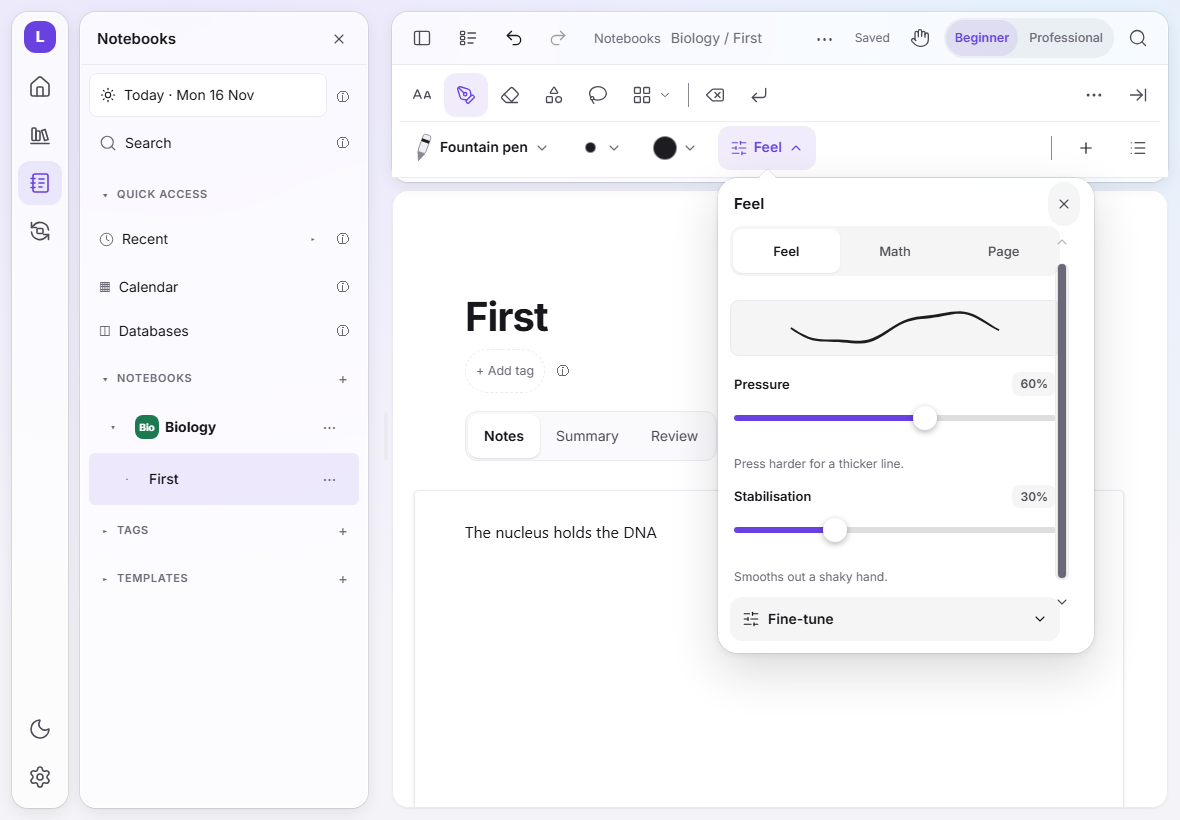 L
Notebooks
Today · Mon 16 Nov
Search
QUICK ACCESS
Recent
Calendar
Databases
NOTEBOOKS
Bio Biology
First
TAGS
TEMPLATES
Notebooks Biology / First
Saved
Beginner Professional
AA
Fountain pen
Feel
First
+ Add tag
Notes Summary Review
The nucleus holds the DNA
Feel
Feel Math Page
Pressure 60%
Press harder for a thicker line.
Stabilisation 30%
Smooths out a shaky hand.
Fine-tune